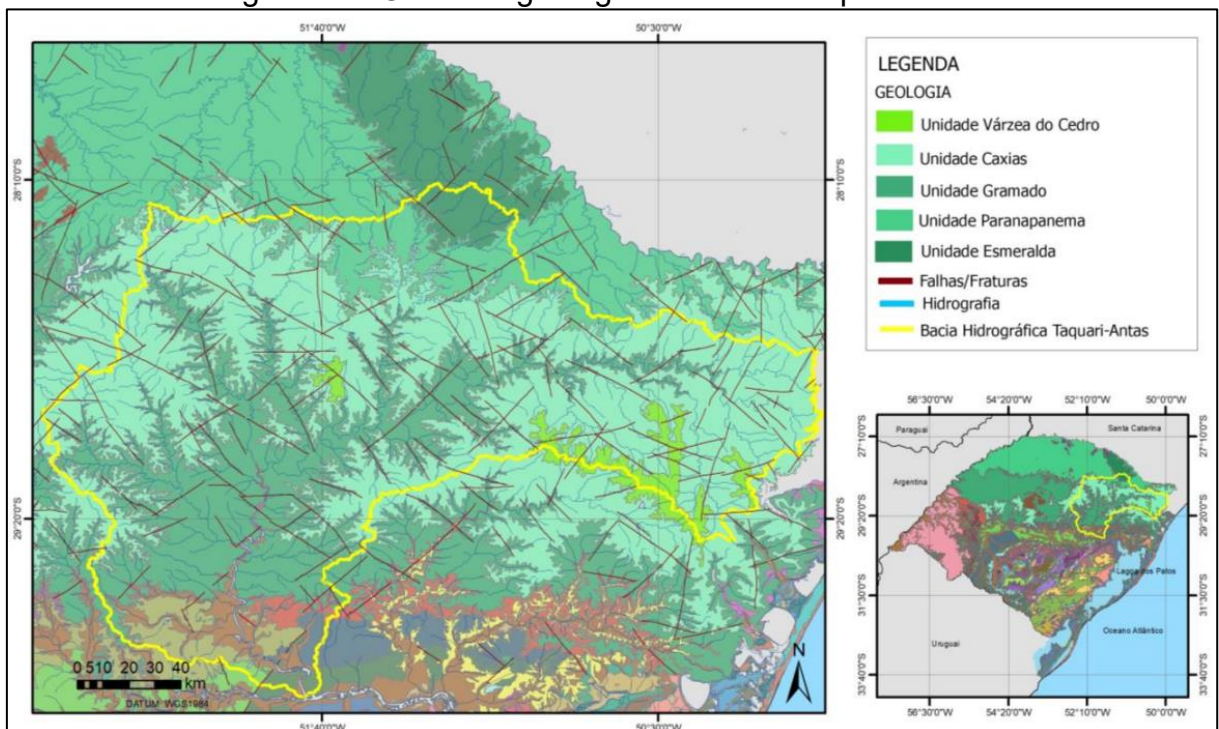 51°40'0"W
50°30'0"W
28°10'0"S
28°10'0"S
29°20'0"S
29°20'0"S
0 5 10 20 30 40
km
DATUM WGS1984
N
51°40'0"W
50°30'0"W
LEGENDA
GEOLOGIA
Unidade Várzea do Cedro
Unidade Caxias
Unidade Gramado
Unidade Paranapanema
Unidade Esmeralda
Falhas/Fraturas
Hidrografia
Bacia Hidrográfica Taquari-Antas
56°30'0"W
54°20'0"W
52°10'0"W
50°0'0"W
27°10'0"S
27°10'0"S
29°20'0"S
29°20'0"S
31°30'0"S
31°30'0"S
33°40'0"S
33°40'0"S
Paraguai
Santa Catarina
Argentina
Lagoa dos Patos
Oceano Atlântico
Uruguai
56°30'0"W
54°20'0"W
52°10'0"W
50°0'0"W